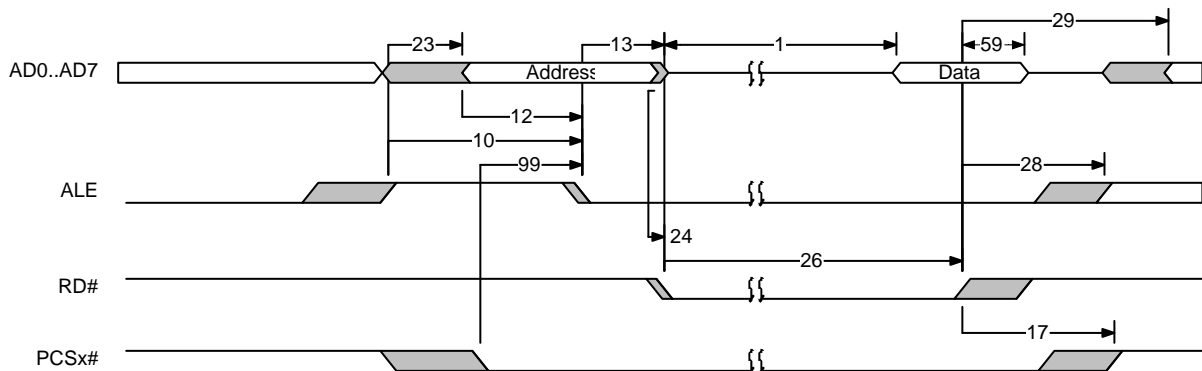 29
23
13
1
59
AD0..AD7
Address
Data
12
10
99
28
ALE
24
26
RD#
17
PCSx#